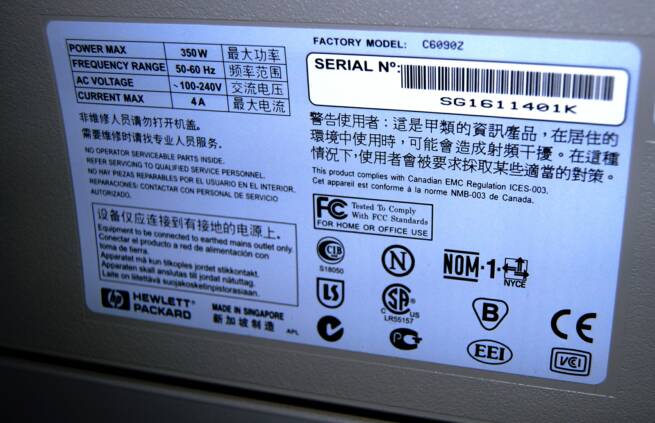 POWER MAX 350W 最大功率
FREQUENCY RANGE 50-60 Hz 频率范围
AC VOLTAGE ~100-240V 交流电压
CURRENT MAX 4A 最大电流
非维修人员请勿打开机盖。
需要维修时请找专业人员服务.
NO OPERATOR SERVICEABLE PARTS INSIDE.
REFER SERVICING TO QUALIFIED SERVICE PERSONNEL.
NO HAY PIEZAS REPARABLES POR EL USUARIO EN EL INTERIOR.
REPARACIONES: CONTACTAR CON PERSONAL DE SERVICIO
AUTORIZADO.
设备仪应连接到有接地的电源上.
Equipment to be connected to earthed mains outlet only.
Conectar el producto a red de alimentación con
toma de tierra.
Apparatet må kun tilkoples jordet stikkontakt.
Apparaten skall anslutas till jordat nätuttag.
Laite on liitettävä suojakosketinpistorasiaan.
HEWLETT
PACKARD
MADE IN SINGAPORE
新加坡制造
APL
FACTORY MODEL: C6090Z
SERIAL Nº:
SG1611401K
警告使用者：這是甲類的資訊產品，在居住的
環境中使用時，可能會造成射頻干擾。在這種
情況下，使用者會被要求採取某些適當的對策。
This product complies with Canadian EMC Regulation ICES-003.
Cet appareil est conforme à la norme NMB-003 de Canada.
FC Tested To Comply
With FCC Standards
FOR HOME OR OFFICE USE
CIB
S18050
N
NOM·1·
NYCE
LS
SA
C US
LR55157
B
CE
PC
EEI
VCI